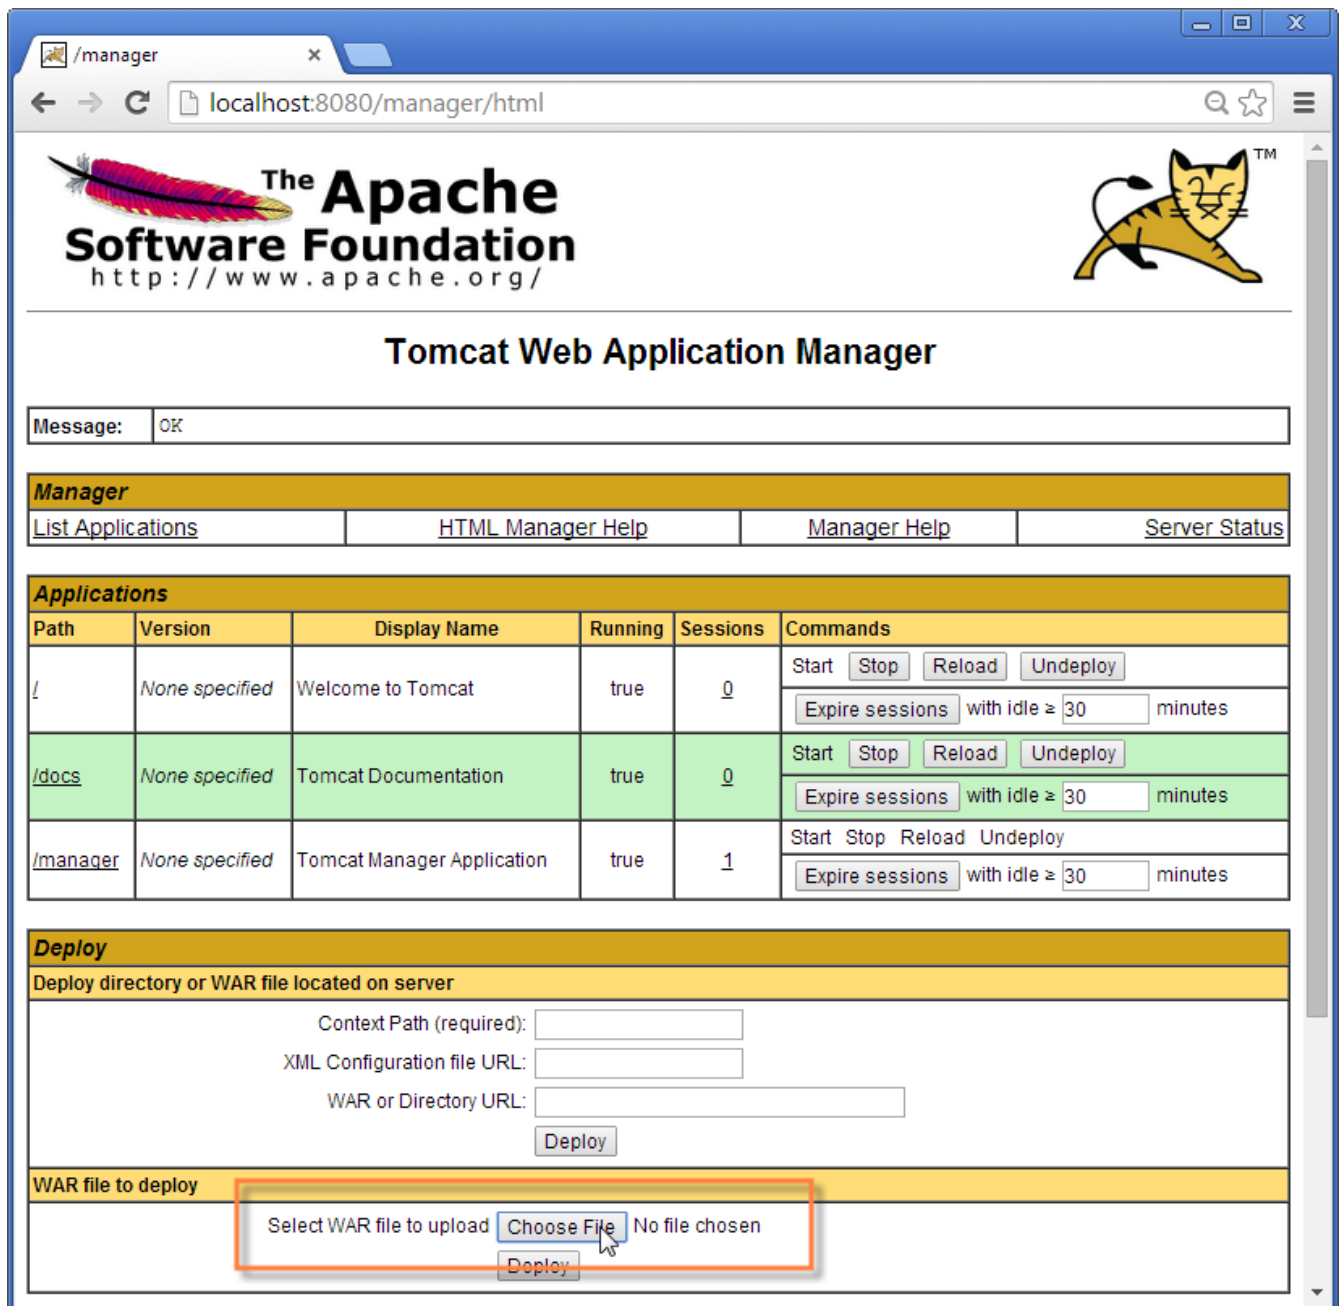 /manager
localhost:8080/manager/html
The Apache
Software Foundation
http://www.apache.org/
TM
Tomcat Web Application Manager
Message: OK
Manager
List Applications HTML Manager Help Manager Help Server Status
Applications
Path Version Display Name Running Sessions Commands
/ None specified Welcome to Tomcat true 0 Start Stop Reload Undeploy
Expire sessions with idle ≥ 30 minutes
/docs None specified Tomcat Documentation true 0 Start Stop Reload Undeploy
Expire sessions with idle ≥ 30 minutes
/manager None specified Tomcat Manager Application true 1 Start Stop Reload Undeploy
Expire sessions with idle ≥ 30 minutes
Deploy
Deploy directory or WAR file located on server
Context Path (required):
XML Configuration file URL:
WAR or Directory URL:
Deploy
WAR file to deploy
Select WAR file to upload Choose File No file chosen
Deploy